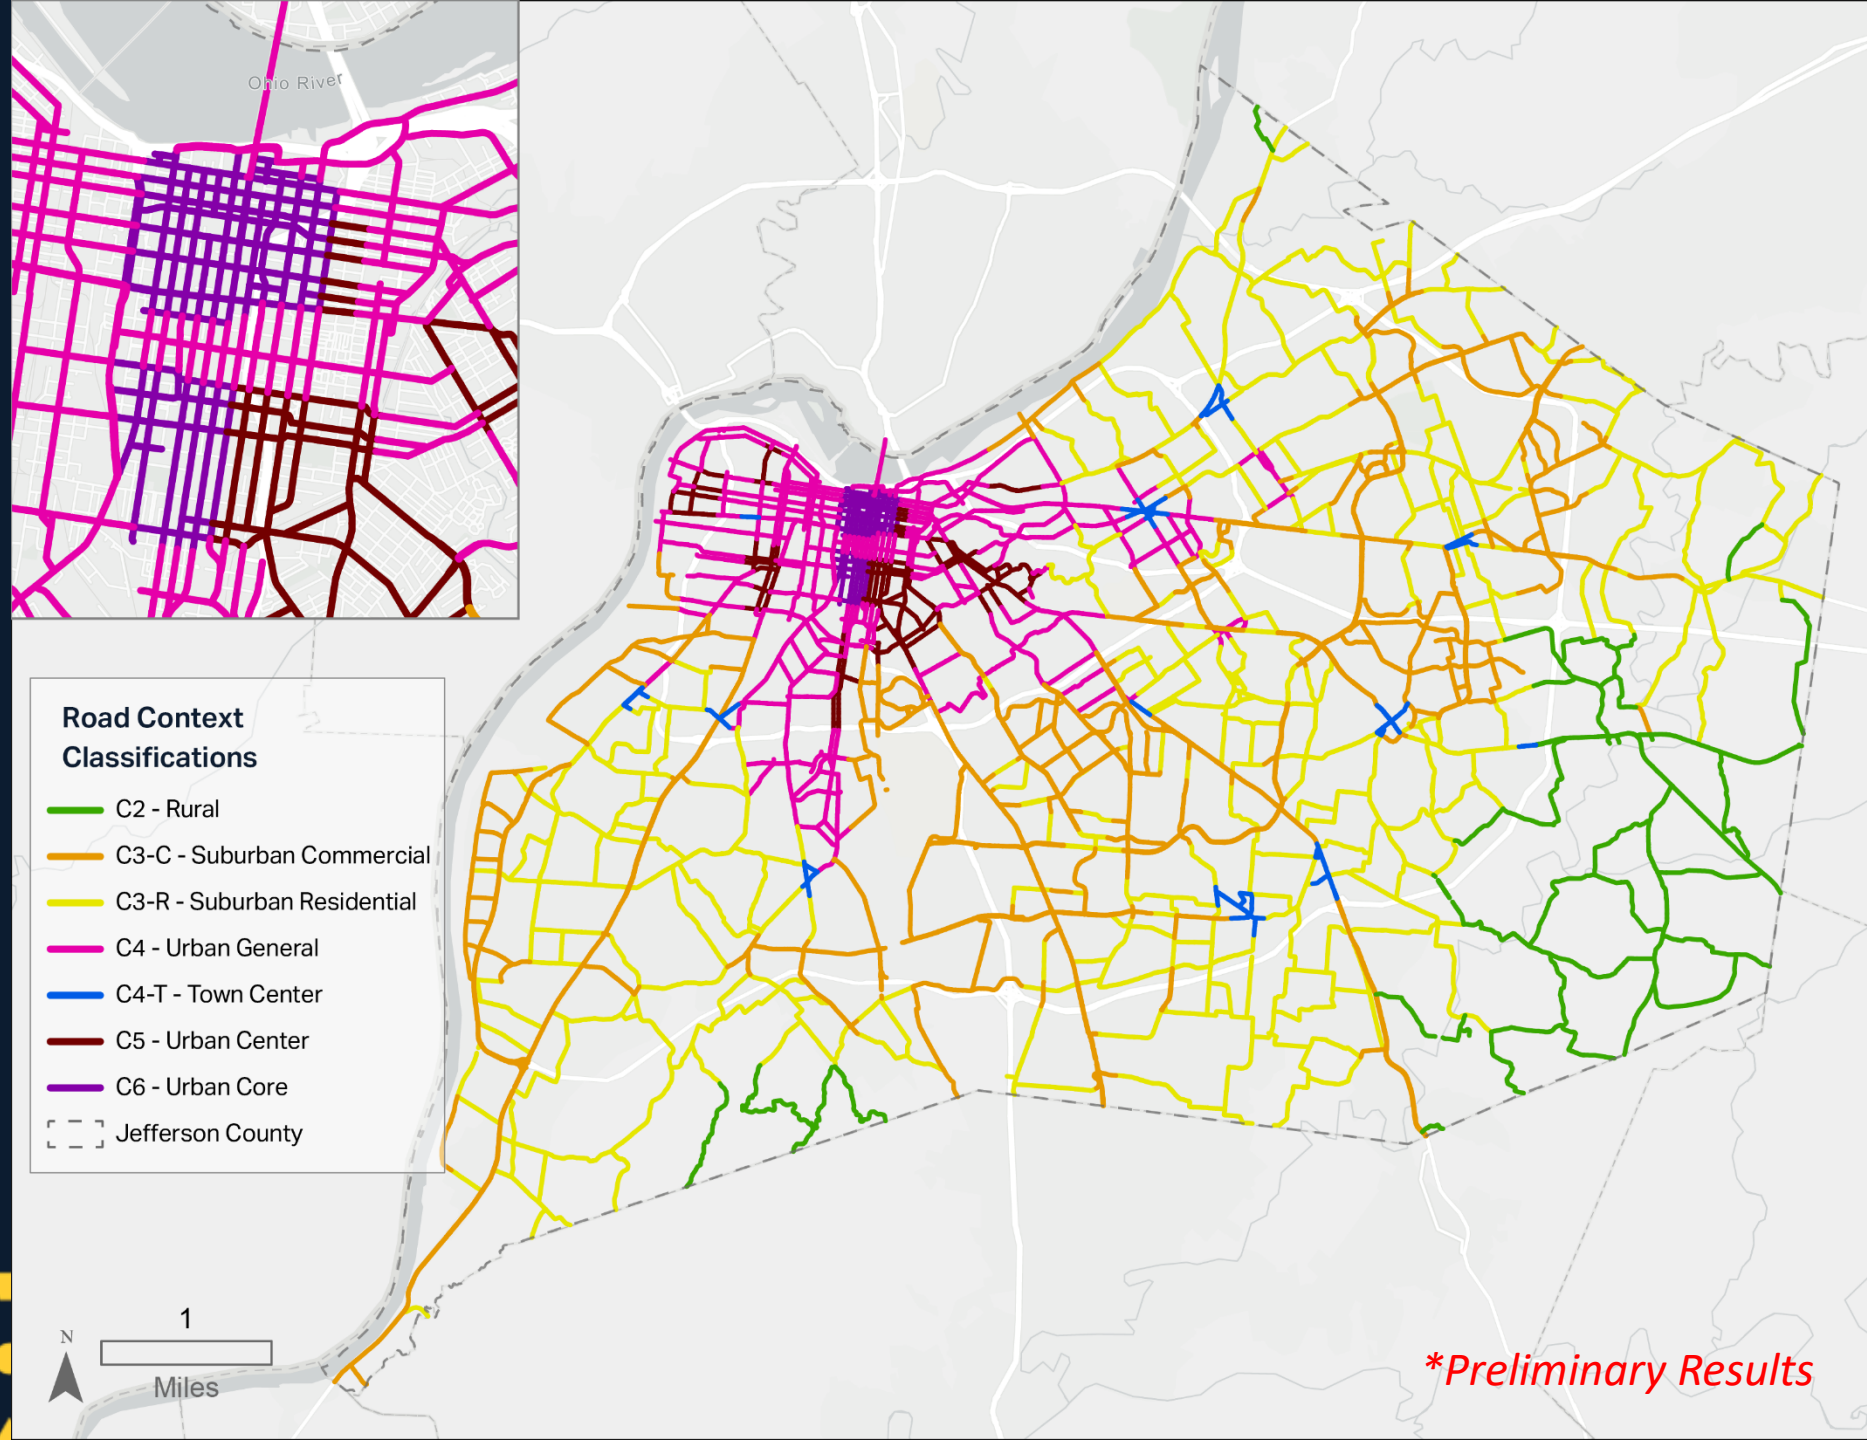 Ohio River
Road Context
Classifications
C2 - Rural
C3-C - Suburban Commercial
C3-R - Suburban Residential
C4 - Urban General
C4-T - Town Center
C5 - Urban Center
C6 - Urban Core
Jefferson County
1
N
Miles
*Preliminary Results